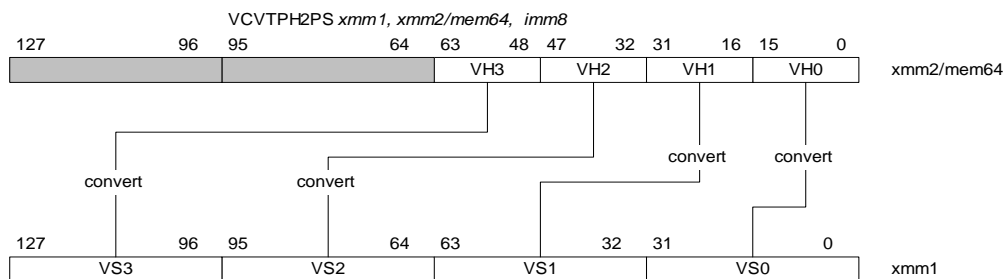 VCVTPH2PS xmm1, xmm2/mem64, imm8
127 96 95 64 63 48 47 32 31 16 15 0
VH3 VH2 VH1 VH0 xmm2/mem64
convert convert
convert convert
127 96 95 64 63 32 31 0
VS3 VS2 VS1 VS0 xmm1